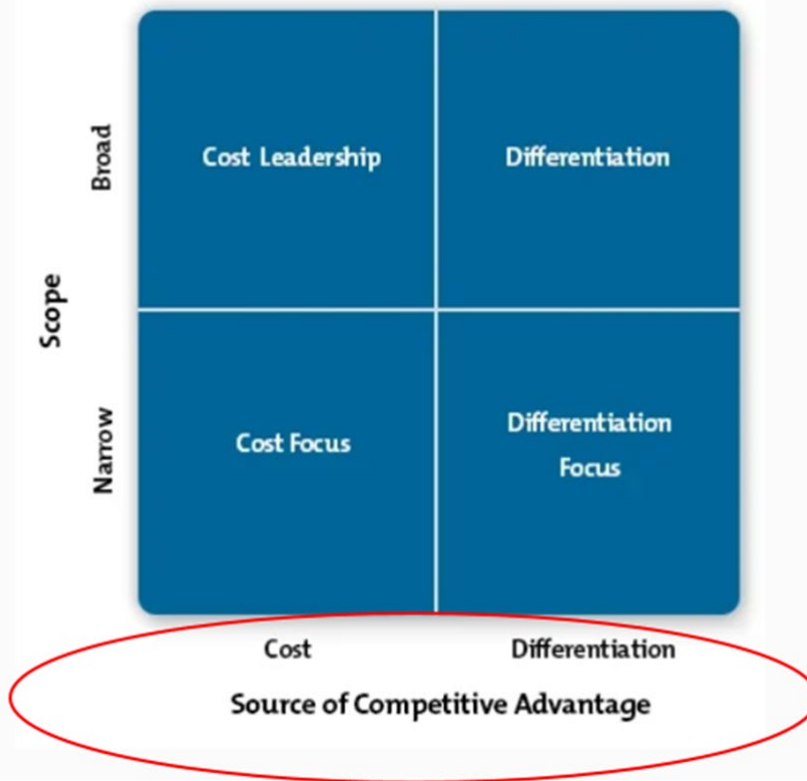 Broad
Cost Leadership
Differentiation
Scope
Narrow
Cost Focus
Differentiation
Focus
Cost
Differentiation
Source of Competitive Advantage